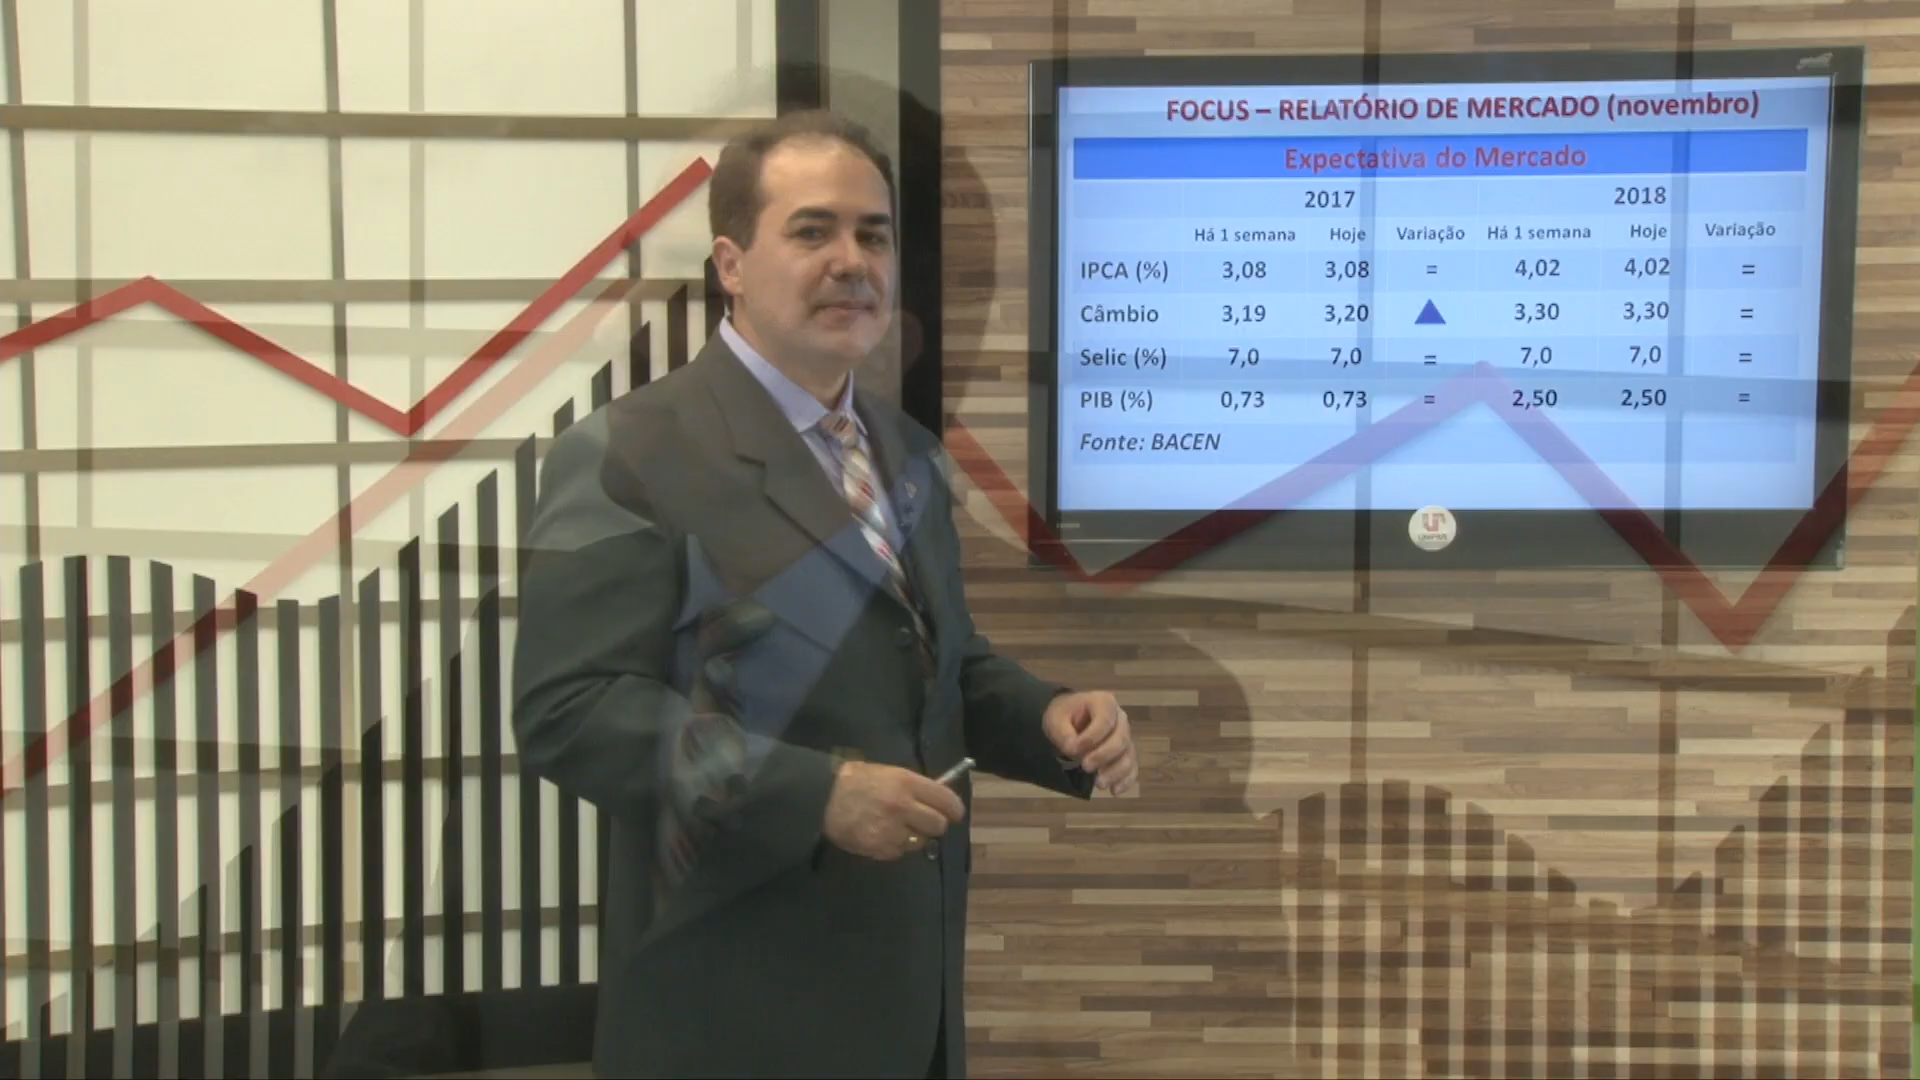 FOCUS – RELATÓRIO DE MERCADO (novembro)
Expectativa do Mercado
2017 2018
Há 1 semana Hoje Variação Há 1 semana Hoje Variação
IPCA (%) 3,08 3,08 = 4,02 4,02 =
Câmbio 3,19 3,20 ▲ 3,30 3,30 =
Selic (%) 7,0 7,0 = 7,0 7,0 =
PIB (%) 0,73 0,73 = 2,50 2,50 =
Fonte: BACEN
UNIPAR